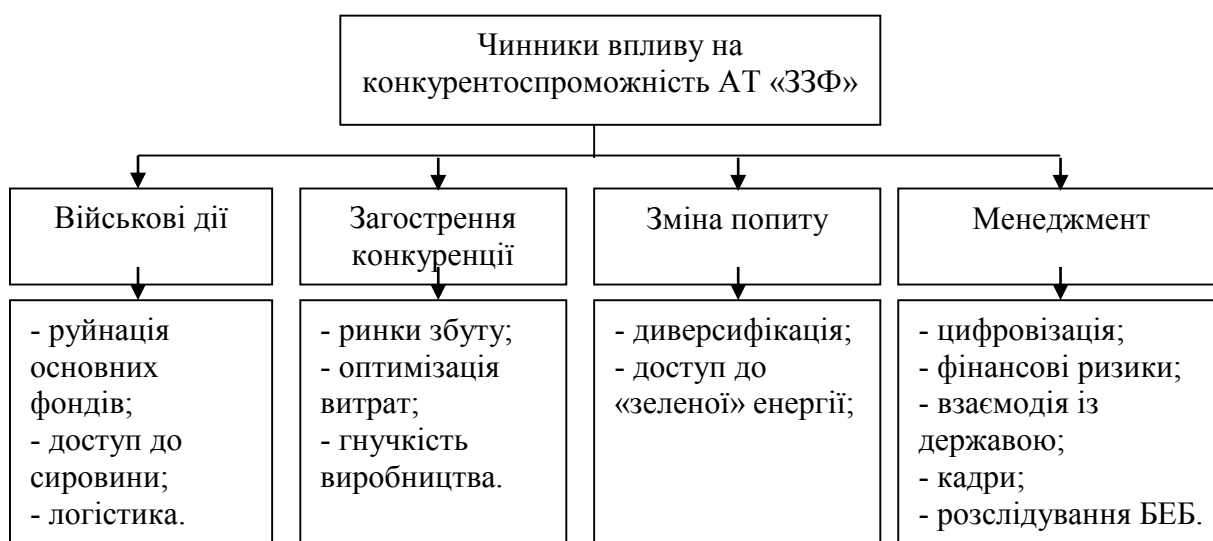 Чинники впливу на
конкурентоспроможність АТ «ЗЗФ»
Військові дії
Загострення
конкуренції
Зміна попиту
Менеджмент
- руйнація
основних
фондів;
- доступ до
сировини;
- логістика.
- ринки збуту;
- оптимізація
витрат;
- гнучкість
виробництва.
- диверсифікація;
- доступ до
«зеленої» енергії;
- цифровізація;
- фінансові ризики;
- взаємодія із
державою;
- кадри;
- розслідування БЕБ.